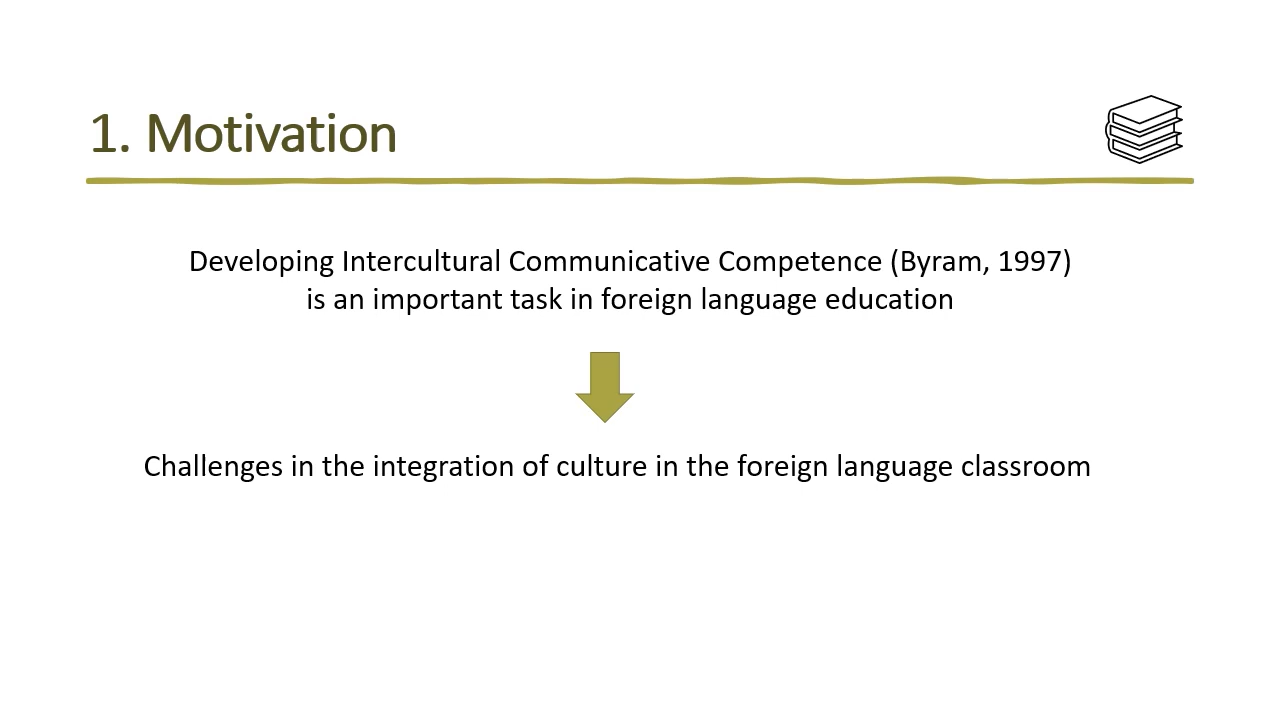 1. Motivation
Developing Intercultural Communicative Competence (Byram, 1997)
is an important task in foreign language education
Challenges in the integration of culture in the foreign language classroom